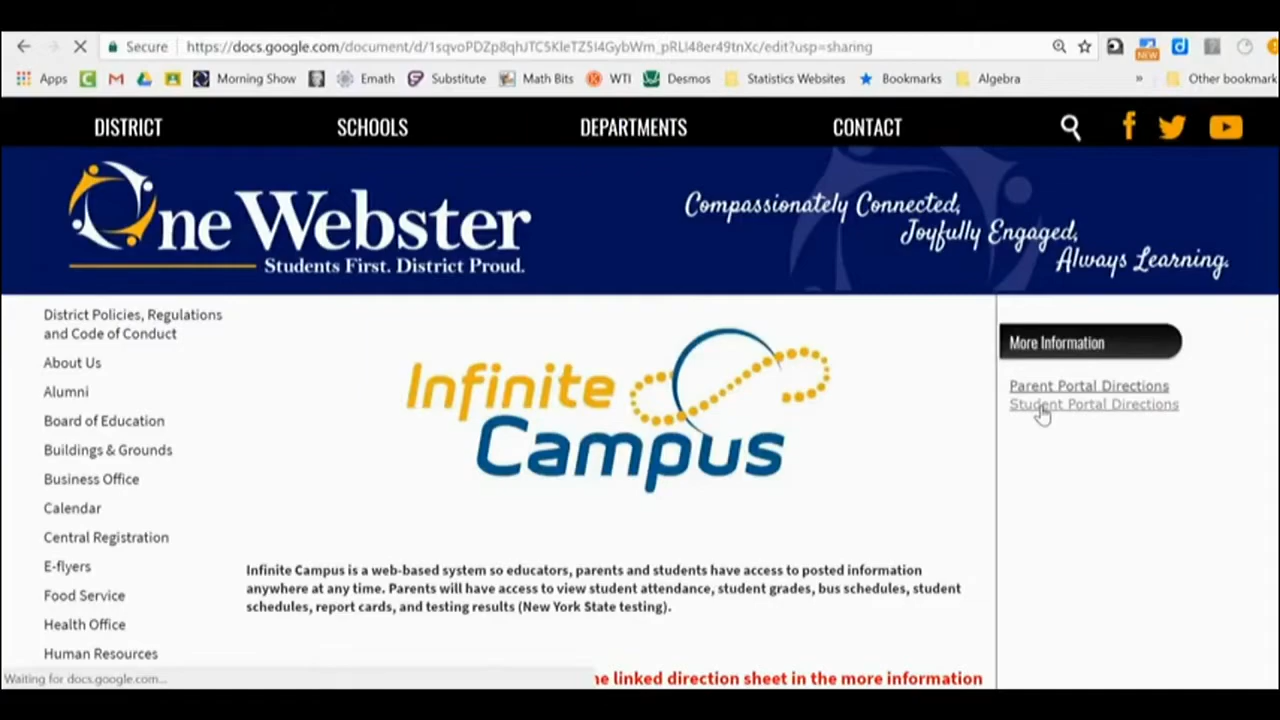 Secure https://docs.google.com/document/d/1sqvoPDZp8qhJTC5KleTZ5I4GybWm_pRLI48er49tnXc/edit?usp=sharing
NEW
Apps Morning Show Emath Substitute Math Bits WTI Desmos Statistics Websites Bookmarks Algebra » Other bookmark
DISTRICT SCHOOLS DEPARTMENTS CONTACT
One Webster
Students First. District Proud.
Compassionately Connected,
Joyfully Engaged,
Always Learning.
District Policies, Regulations
and Code of Conduct
About Us
Alumni
Board of Education
Buildings & Grounds
Business Office
Calendar
Central Registration
E-flyers
Food Service
Health Office
Human Resources
Infinite
Campus
Infinite Campus is a web-based system so educators, parents and students have access to posted information
anywhere at any time. Parents will have access to view student attendance, student grades, bus schedules, student
schedules, report cards, and testing results (New York State testing).
ne linked direction sheet in the more information
More Information
Parent Portal Directions
Student Portal Directions
Waiting for docs.google.com...